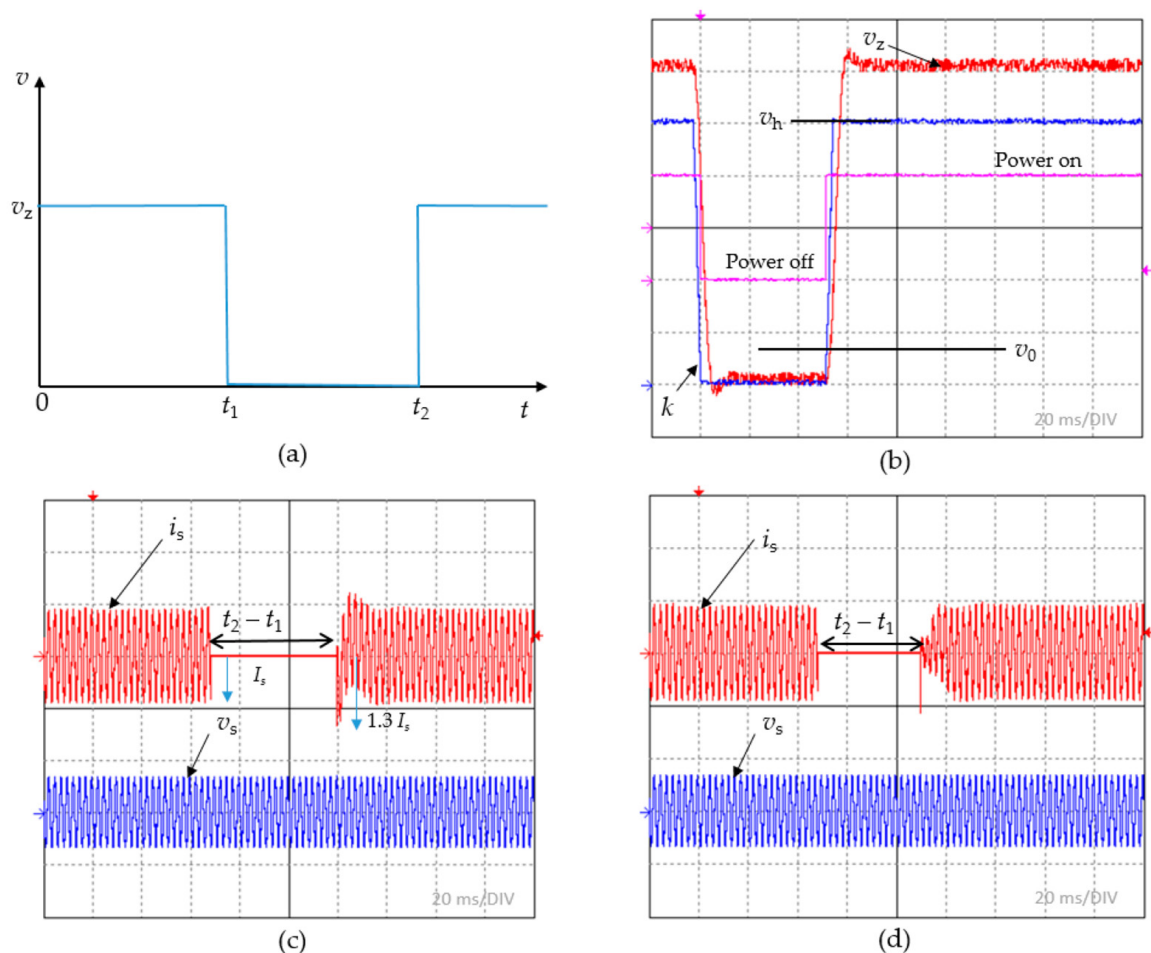 v
v_z
0
t_1
t_2
t
(a)
v_z
v_h
Power on
Power off
v_0
k
20 ms/DIV
(b)
i_s
t_2 − t_1
I_s
1.3 I_s
v_s
20 ms/DIV
(c)
i_s
t_2 − t_1
v_s
20 ms/DIV
(d)